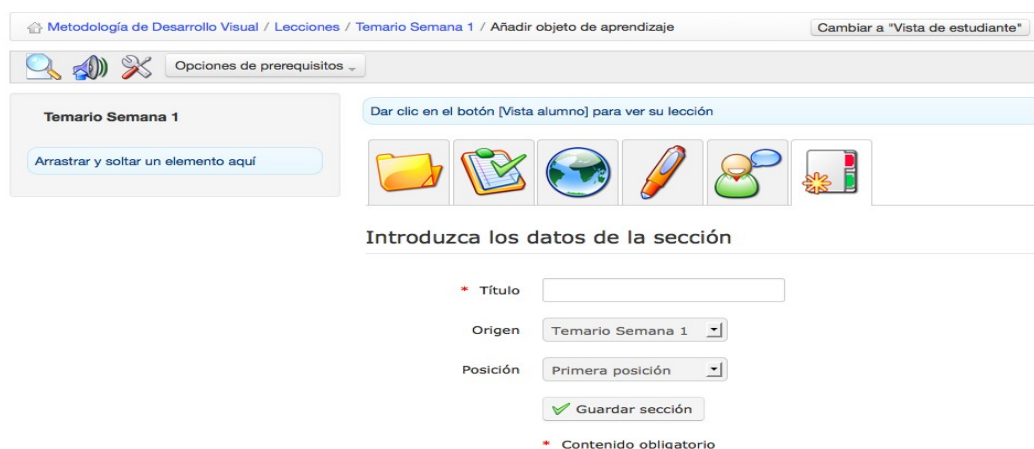 Metodología de Desarrollo Visual / Lecciones / Temario Semana 1 / Añadir objeto de aprendizaje
Cambiar a "Vista de estudiante"
Opciones de prerequisitos
Temario Semana 1
Arrastrar y soltar un elemento aquí
Dar clic en el botón [Vista alumno] para ver su lección
Introduzca los datos de la sección
* Título
Origen Temario Semana 1
Posición Primera posición
Guardar sección
* Contenido obligatorio